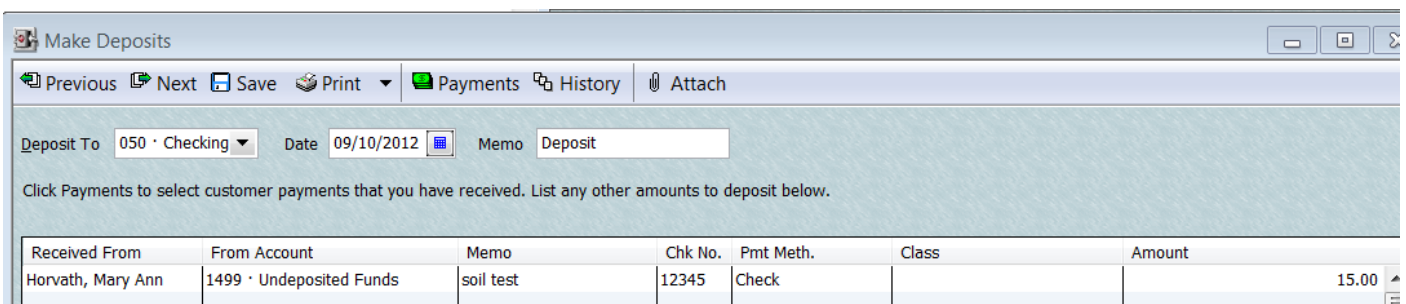 Make Deposits
Previous Next Save Print Payments History Attach
Deposit To 050 · Checking Date 09/10/2012 Memo Deposit
Click Payments to select customer payments that you have received. List any other amounts to deposit below.
Received From From Account Memo Chk No. Pmt Meth. Class Amount
Horvath, Mary Ann 1499 · Undeposited Funds soil test 12345 Check 15.00